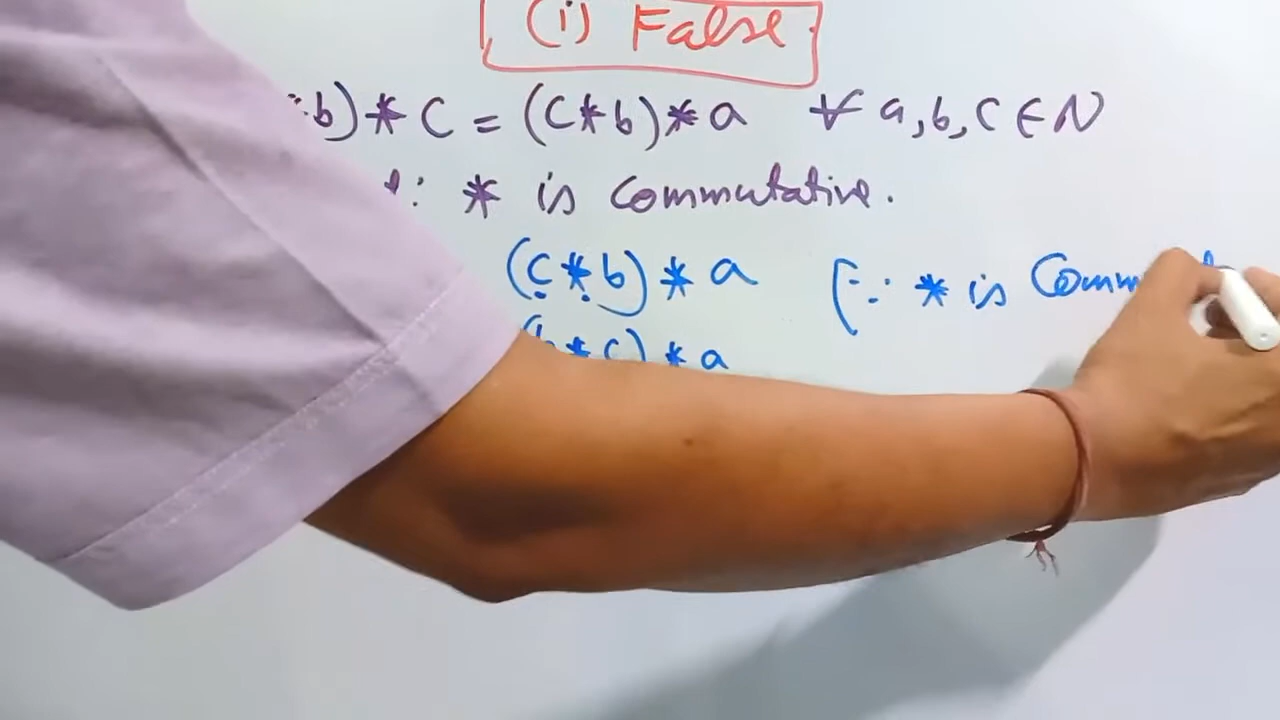 (i) False
b) * C = (C * b) * a ∀ a, b, C ∈ N
: * is Commutative.
(C * b) * a [∵ * is Comm
* C) * a